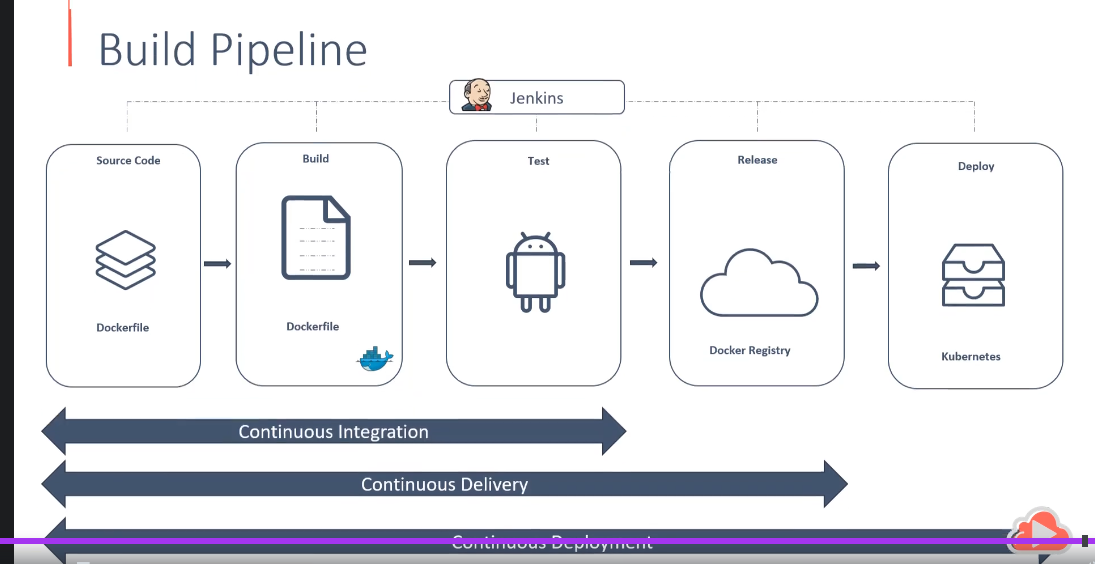 Build Pipeline
Jenkins
Source Code
Build
Test
Release
Deploy
Dockerfile
Dockerfile
Docker Registry
Kubernetes
Continuous Integration
Continuous Delivery
Continuous Deployment